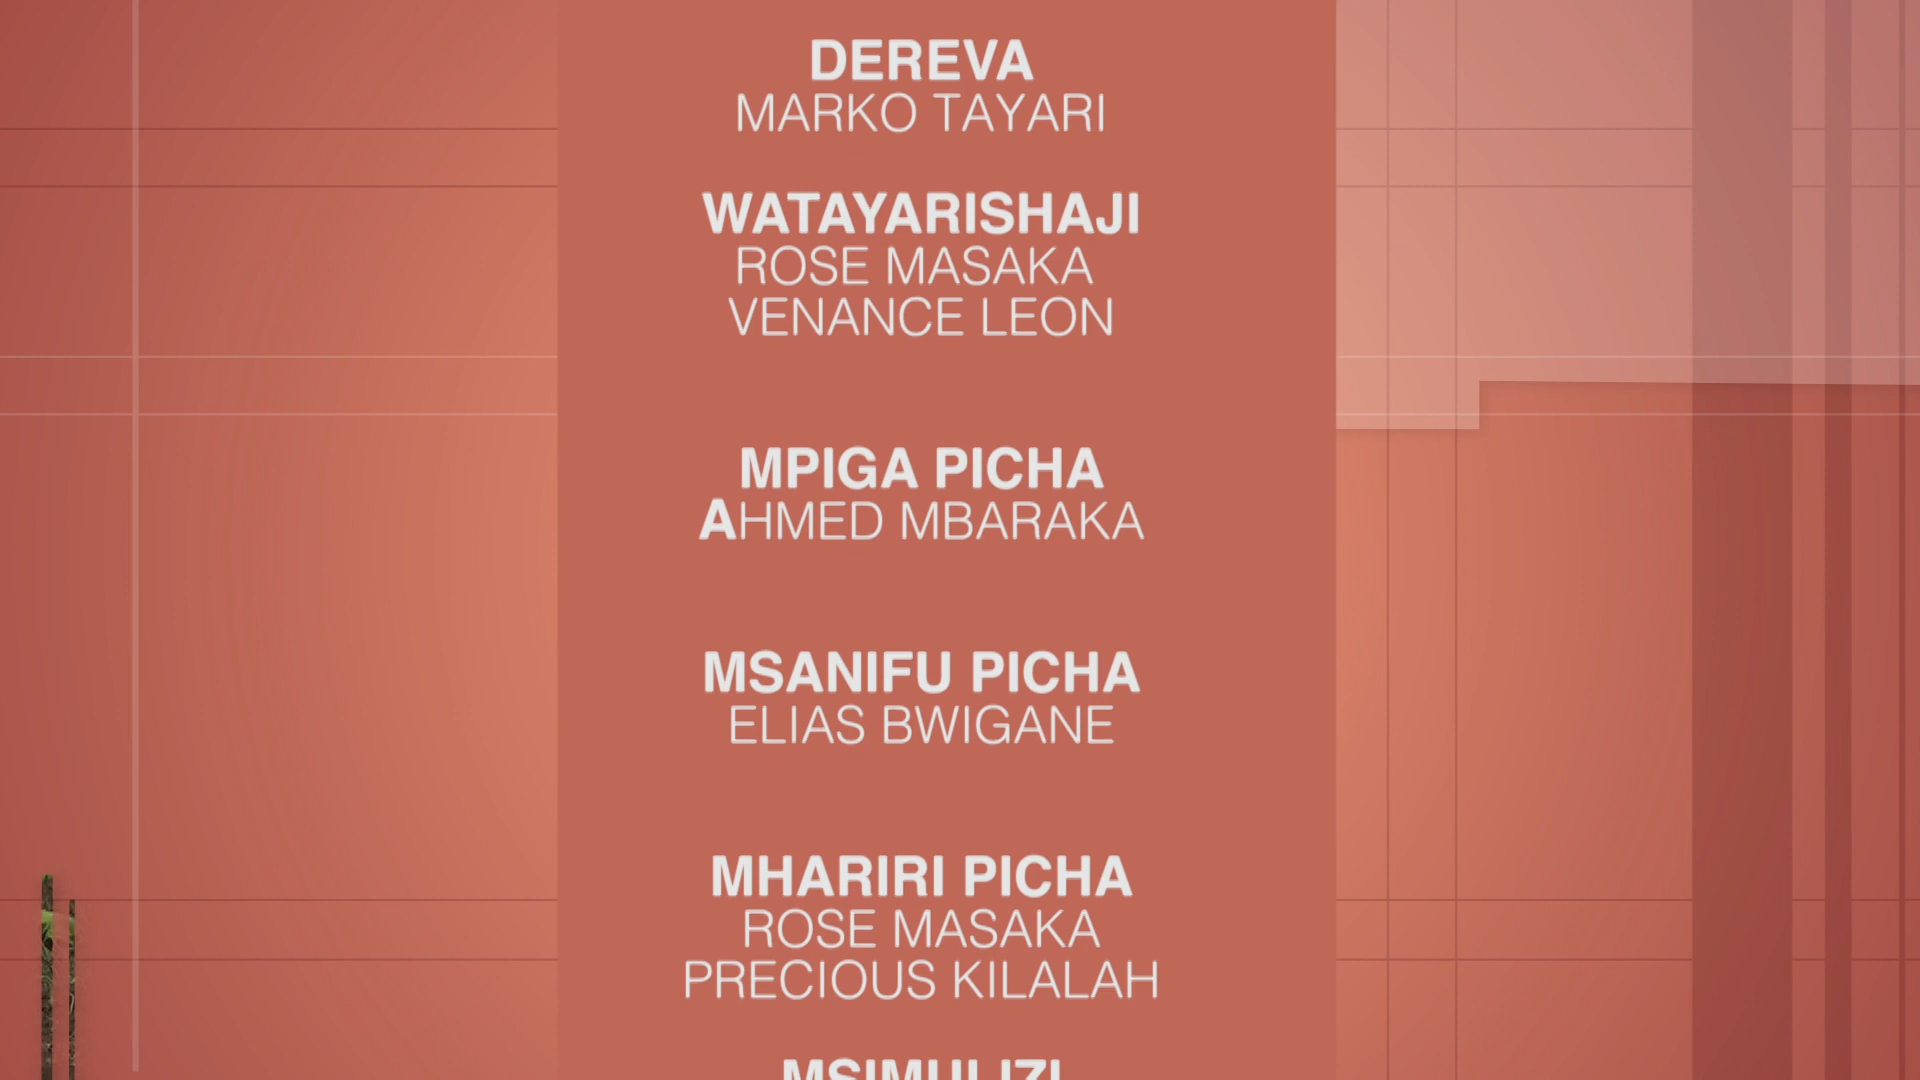 DEREVA
MARKO TAYARI
WATAYARISHAJI
ROSE MASAKA
VENANCE LEON
MPIGA PICHA
AHMED MBARAKA
MSANIFU PICHA
ELIAS BWIGANE
MHARIRI PICHA
ROSE MASAKA
PRECIOUS KILALAH
MSIMULIZI